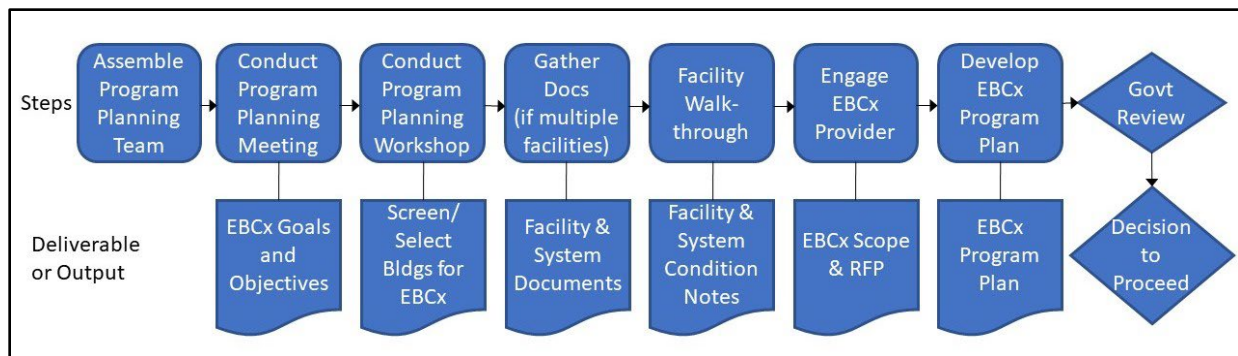 Steps
Assemble
Program
Planning
Team
Conduct
Program
Planning
Meeting
Conduct
Program
Planning
Workshop
Gather
Docs
(if multiple
facilities)
Facility
Walk-
through
Engage
EBCx
Provider
Develop
EBCx
Program
Plan
Govt
Review
Deliverable
or Output
EBCx Goals
and
Objectives
Screen/
Select
Bldgs for
EBCx
Facility &
System
Documents
Facility &
System
Condition
Notes
EBCx Scope
& RFP
EBCx
Program
Plan
Decision
to
Proceed